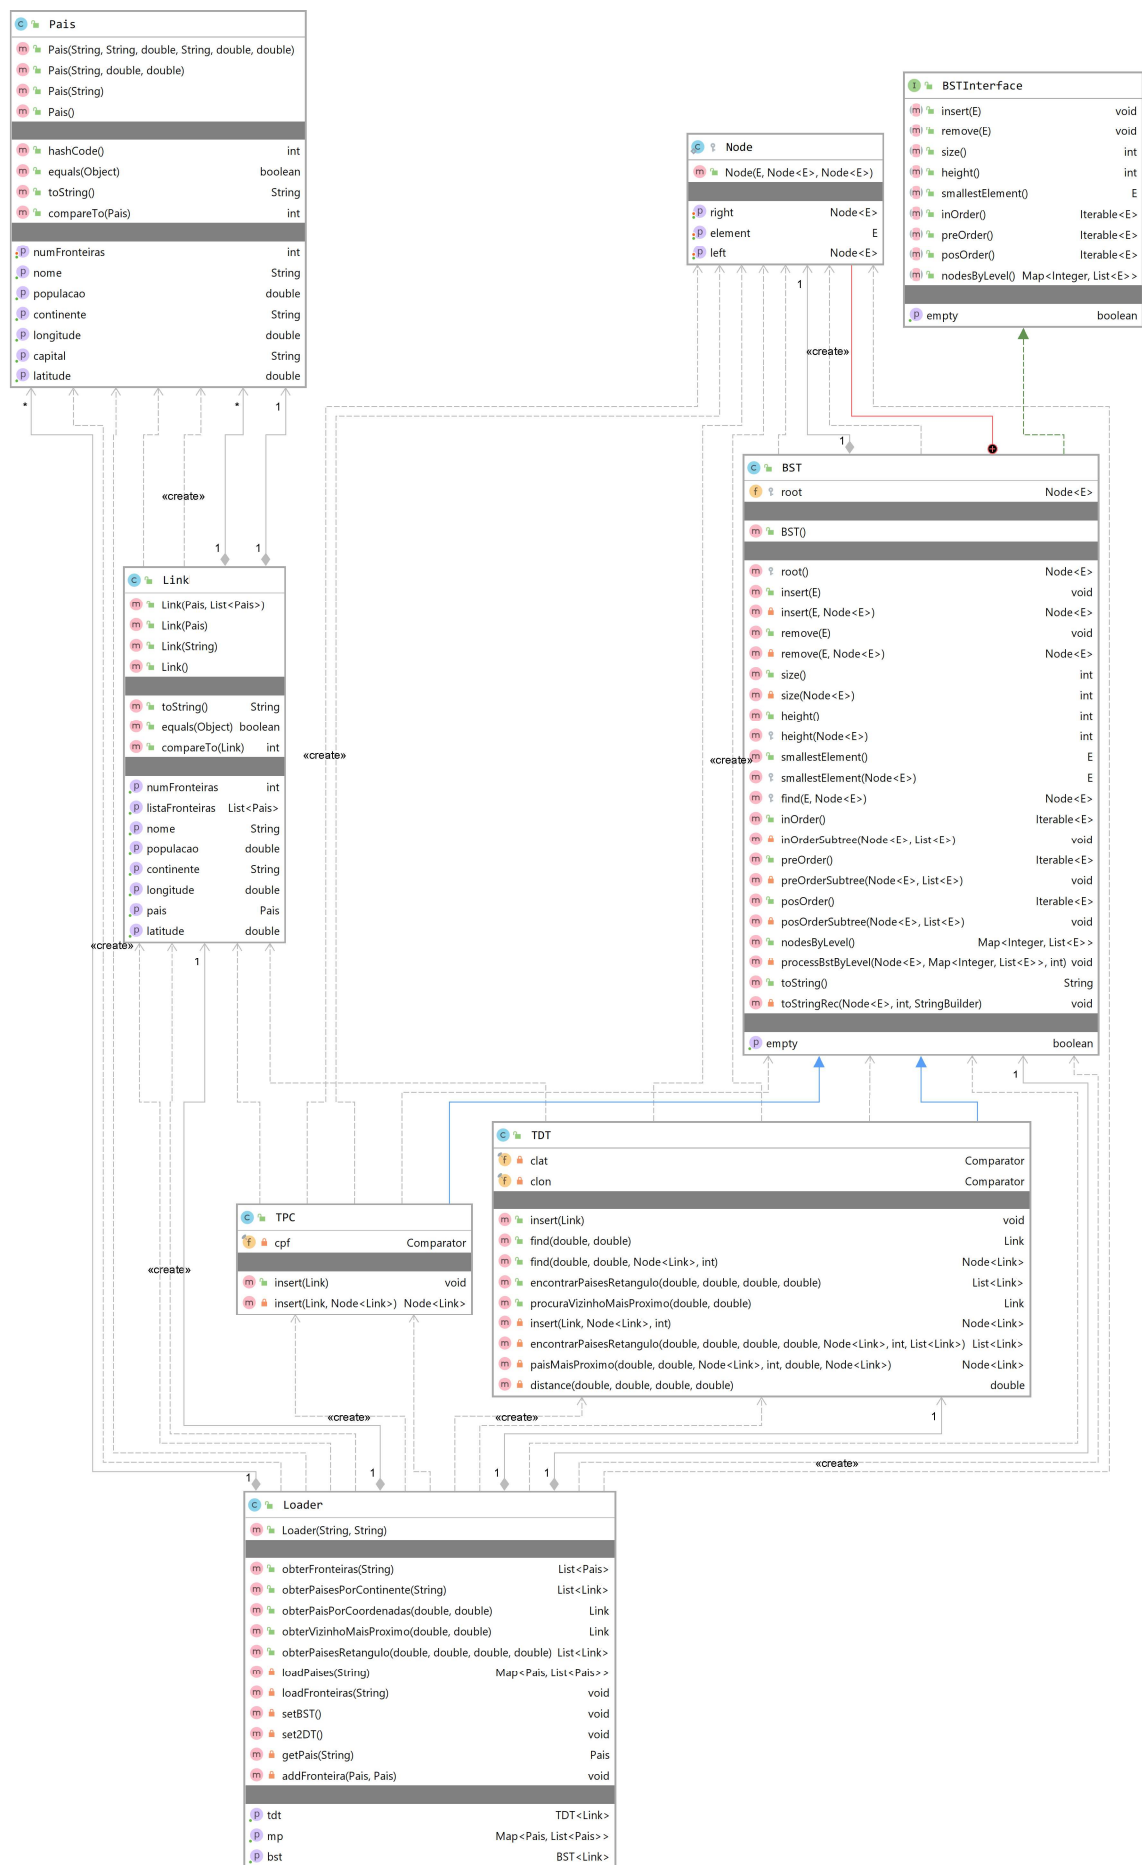 Pais
Pais(String, String, double, String, double, double)
Pais(String, double, double)
Pais(String)
Pais()
hashCode() int
equals(Object) boolean
toString() String
compareTo(Pais) int
numFronteiras int
nome String
populacao double
continente String
longitude double
capital String
latitude double
BSTInterface
insert(E) void
remove(E) void
size() int
height() int
smallestElement() E
inOrder() Iterable<E>
preOrder() Iterable<E>
posOrder() Iterable<E>
nodesByLevel() Map<Integer, List<E>>
empty boolean
Node
Node(E, Node<E>, Node<E>)
right Node<E>
element E
left Node<E>
1
«create»
* * 1
1
«create»
1 1
BST
root Node<E>
BST()
root() Node<E>
insert(E) void
insert(E, Node<E>) Node<E>
remove(E) void
remove(E, Node<E>) Node<E>
size() int
size(Node<E>) int
height() int
height(Node<E>) int
smallestElement() E
smallestElement(Node<E>) E
find(E, Node<E>) Node<E>
inOrder() Iterable<E>
inOrderSubtree(Node<E>, List<E>) void
preOrder() Iterable<E>
preOrderSubtree(Node<E>, List<E>) void
posOrder() Iterable<E>
posOrderSubtree(Node<E>, List<E>) void
nodesByLevel() Map<Integer, List<E>>
processBstByLevel(Node<E>, Map<Integer, List<E>>, int) void
toString() String
toStringRec(Node<E>, int, StringBuilder) void
empty boolean
Link
Link(Pais, List<Pais>)
Link(Pais)
Link(String)
Link()
toString() String
equals(Object) boolean
compareTo(Link) int
numFronteiras int
listaFronteiras List<Pais>
nome String
populacao double
continente String
longitude double
pais Pais
latitude double
«create» «create»
«create»
1
1
TDT
clat Comparator
clon Comparator
insert(Link) void
find(double, double) Link
find(double, double, Node<Link>, int) Node<Link>
encontrarPaisesRetangulo(double, double, double, double) List<Link>
procuraVizinhoMaisProximo(double, double) Link
insert(Link, Node<Link>, int) Node<Link>
encontrarPaisesRetangulo(double, double, double, double, Node<Link>, int, List<Link>) List<Link>
paisMaisProximo(double, double, Node<Link>, int, double, Node<Link>) Node<Link>
distance(double, double, double, double) double
TPC
cpf Comparator
insert(Link) void
insert(Link, Node<Link>) Node<Link>
«create»
«create» «create» 1
«create»
1 1 1 1
Loader
Loader(String, String)
obterFronteiras(String) List<Pais>
obterPaisesPorContinente(String) List<Link>
obterPaisPorCoordenadas(double, double) Link
obterVizinhoMaisProximo(double, double) Link
obterPaisesRetangulo(double, double, double, double) List<Link>
loadPaises(String) Map<Pais, List<Pais>>
loadFronteiras(String) void
setBST() void
set2DT() void
getPais(String) Pais
addFronteira(Pais, Pais) void
tdt TDT<Link>
mp Map<Pais, List<Pais>>
bst BST<Link>